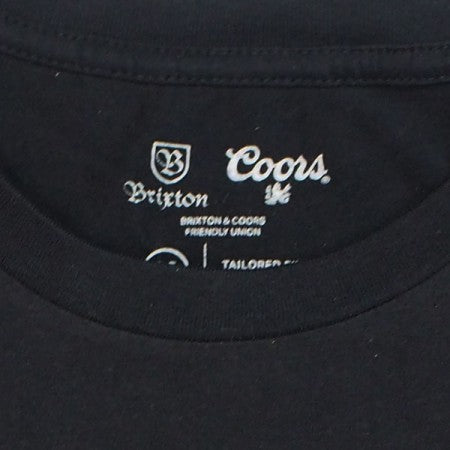 B
Brixton
Coors
BRIXTON & COORS
FRIENDLY UNION
TAILORED